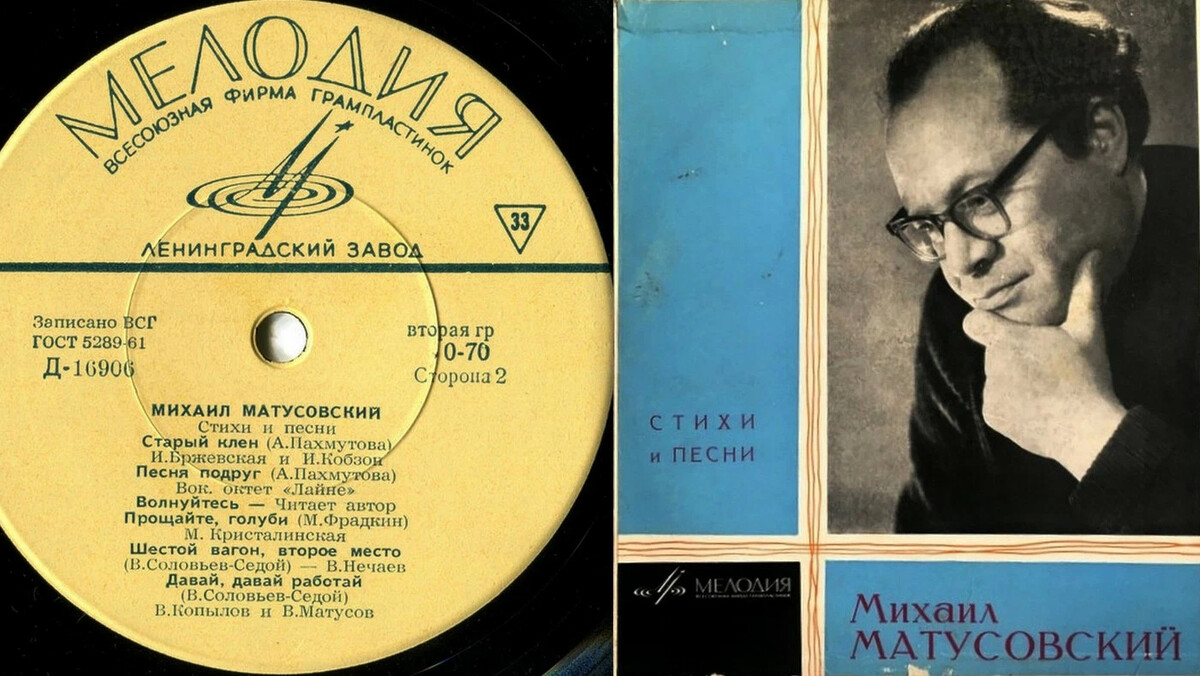 МЕЛОДИЯ
ВСЕСОЮЗНАЯ ФИРМА ГРАМПЛАСТИНОК
33
ЛЕНИНГРАДСКИЙ ЗАВОД
Записано ВСГ
ГОСТ 5289-61
Д-16906
вторая гр
0-70
Сторона 2
МИХАИЛ МАТУСОВСКИЙ
Стихи и песни
Старый клен (А.Пахмутова)
И.Бржевская и И.Кобзон
Песня подруг (А.Пахмутова)
Вок. октет «Лайне»
Волнуйтесь — Читает автор
Прощайте, голуби (М.Фрадкин)
М. Кристалинская
Шестой вагон, второе место
(В.Соловьев-Седой) — В.Нечаев
Давай, давай работай
(В.Соловьев-Седой)
В.Копылов и В.Матусов
СТИХИ
и ПЕСНИ
МЕЛОДИЯ
ВСЕСОЮЗНАЯ ФИРМА ГРАМПЛАСТИНОК
Михаил
МАТУСОВСКИЙ